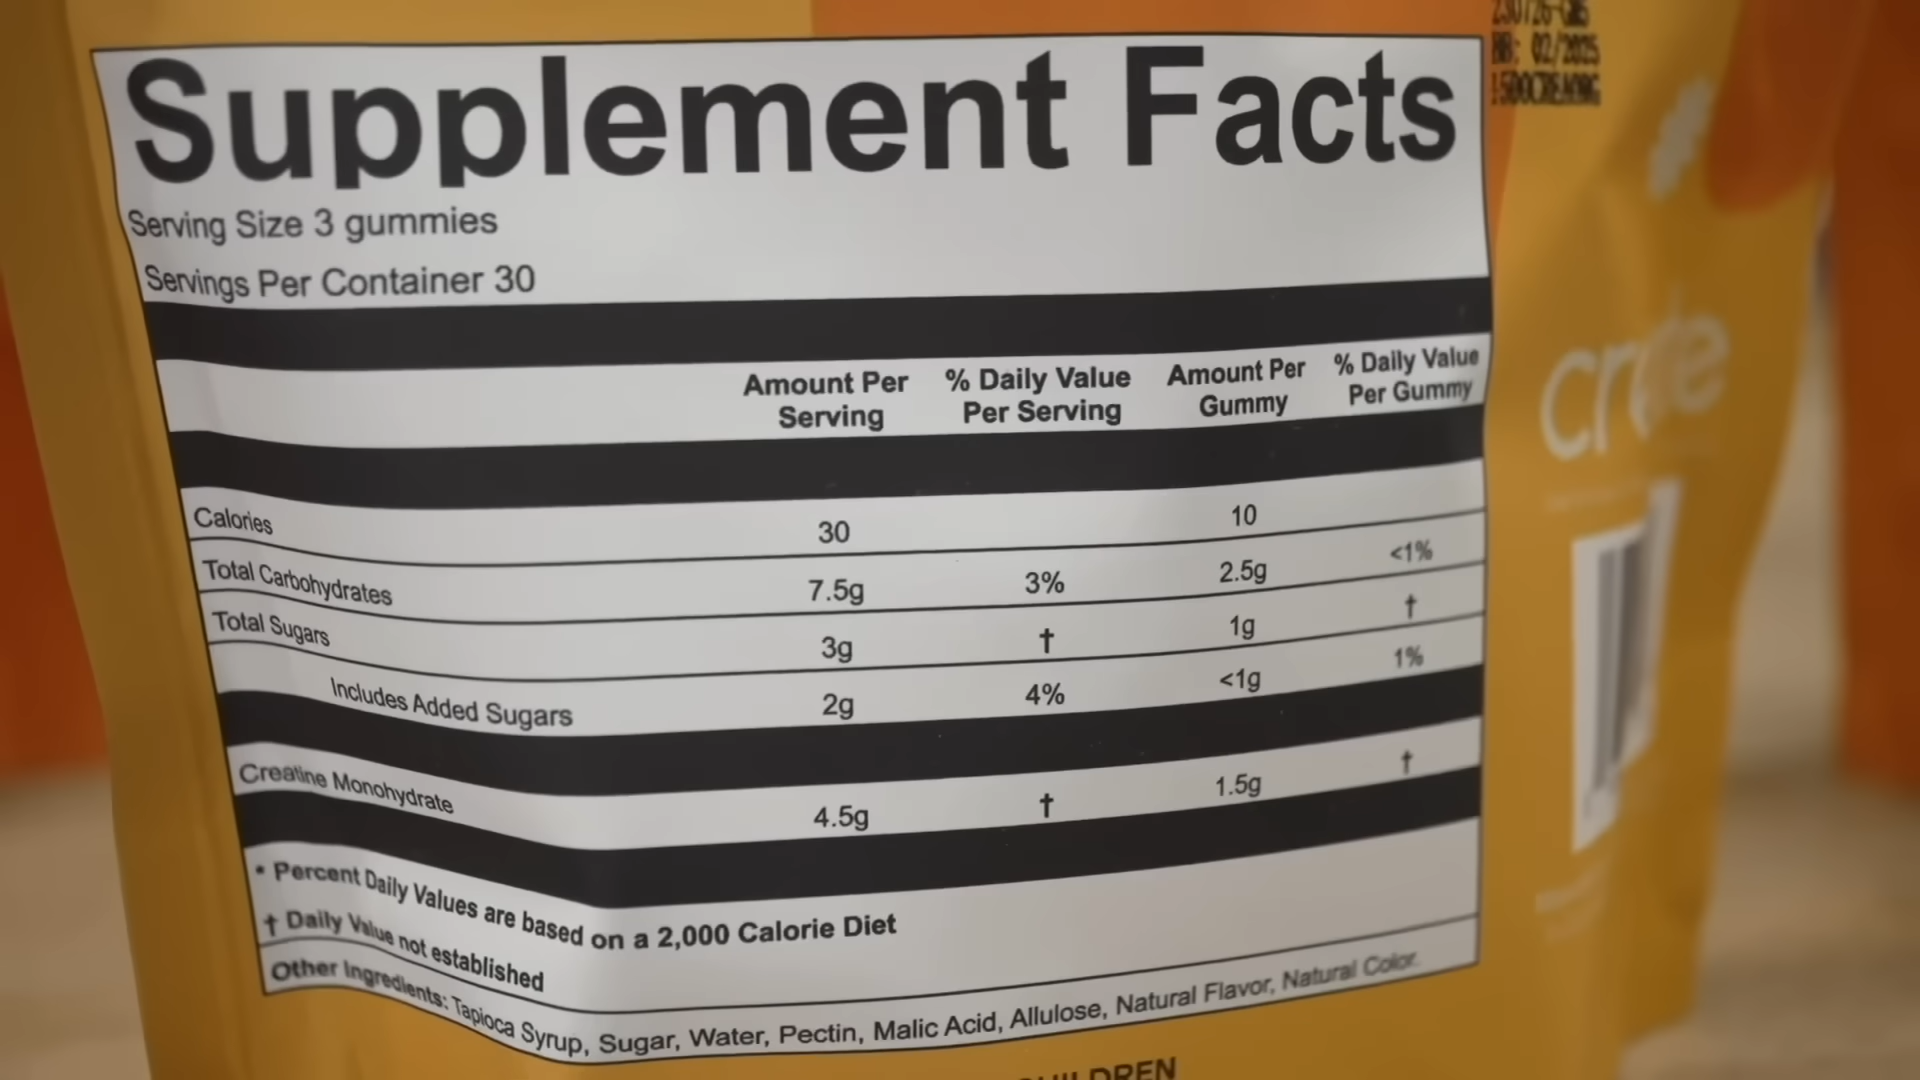 Supplement Facts
Serving Size 3 gummies
Servings Per Container 30
Amount Per Serving % Daily Value Per Serving Amount Per Gummy % Daily Value Per Gummy
Calories 30 10
Total Carbohydrates 7.5g 3% 2.5g <1%
Total Sugars 3g † 1g †
Includes Added Sugars 2g 4% <1g 1%
Creatine Monohydrate 4.5g † 1.5g †
* Percent Daily Values are based on a 2,000 Calorie Diet
† Daily Value not established
Other Ingredients: Tapioca Syrup, Sugar, Water, Pectin, Malic Acid, Allulose, Natural Flavor, Natural Color.
BB: 02/2025
create